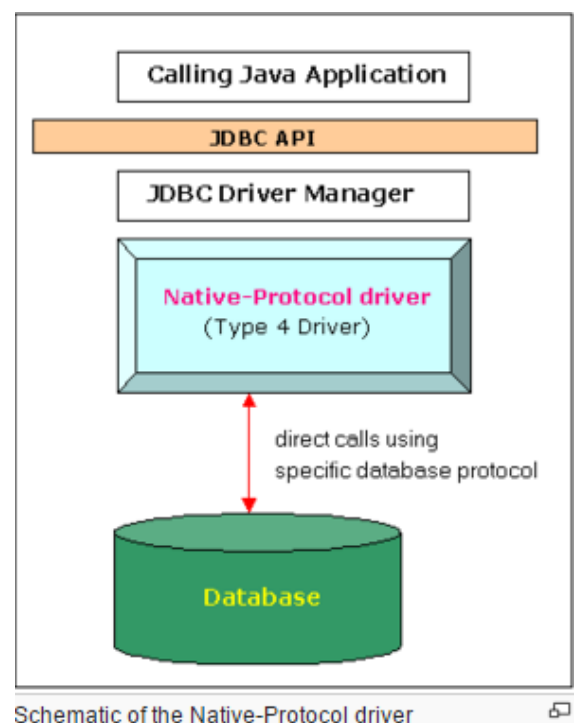 Calling Java Application
JDBC API
JDBC Driver Manager
Native-Protocol driver
(Type 4 Driver)
direct calls using
specific database protocol
Database
Schematic of the Native-Protocol driver